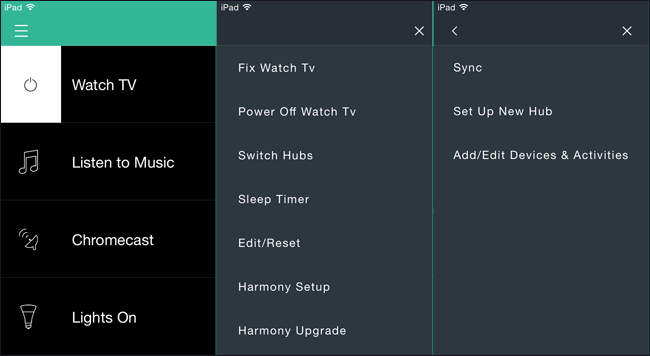 iPad
Watch TV
Listen to Music
Chromecast
Lights On
iPad
Fix Watch Tv
Power Off Watch Tv
Switch Hubs
Sleep Timer
Edit/Reset
Harmony Setup
Harmony Upgrade
iPad
Sync
Set Up New Hub
Add/Edit Devices & Activities